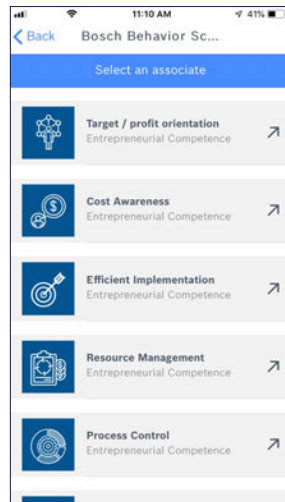 11:10 AM
41%
Back
Bosch Behavior Sc...
Select an associate
Target / profit orientation
Entrepreneurial Competence
$
Cost Awareness
Entrepreneurial Competence
Efficient Implementation
Entrepreneurial Competence
Resource Management
Entrepreneurial Competence
Process Control
Entrepreneurial Competence